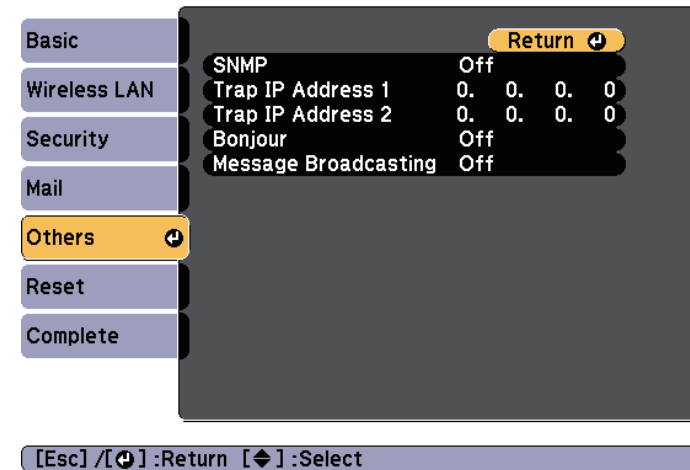 Basic
Wireless LAN
Security
Mail
Others
Reset
Complete
Return
SNMP Off
Trap IP Address 1 0. 0. 0. 0
Trap IP Address 2 0. 0. 0. 0
Bonjour Off
Message Broadcasting Off
[Esc] /[⏎] :Return [◆] :Select